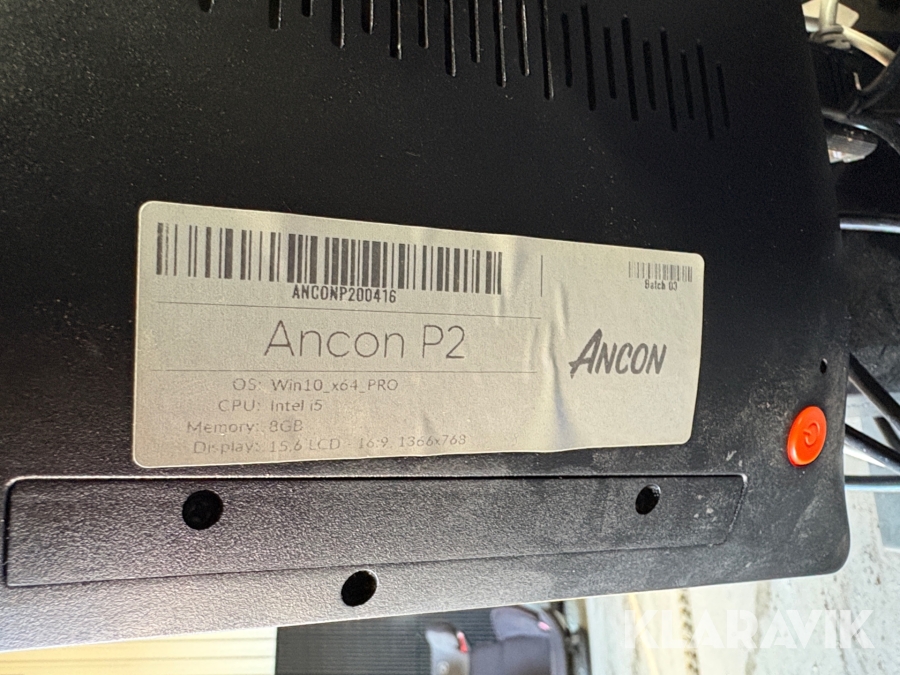 ANCONP200416
Batch 03
Ancon P2
ANCON
OS: Win10_x64_PRO
CPU: Intel i5
Memory: 8GB
Display: 15,6 LCD - 16:9, 1366x768
KLARAVIK